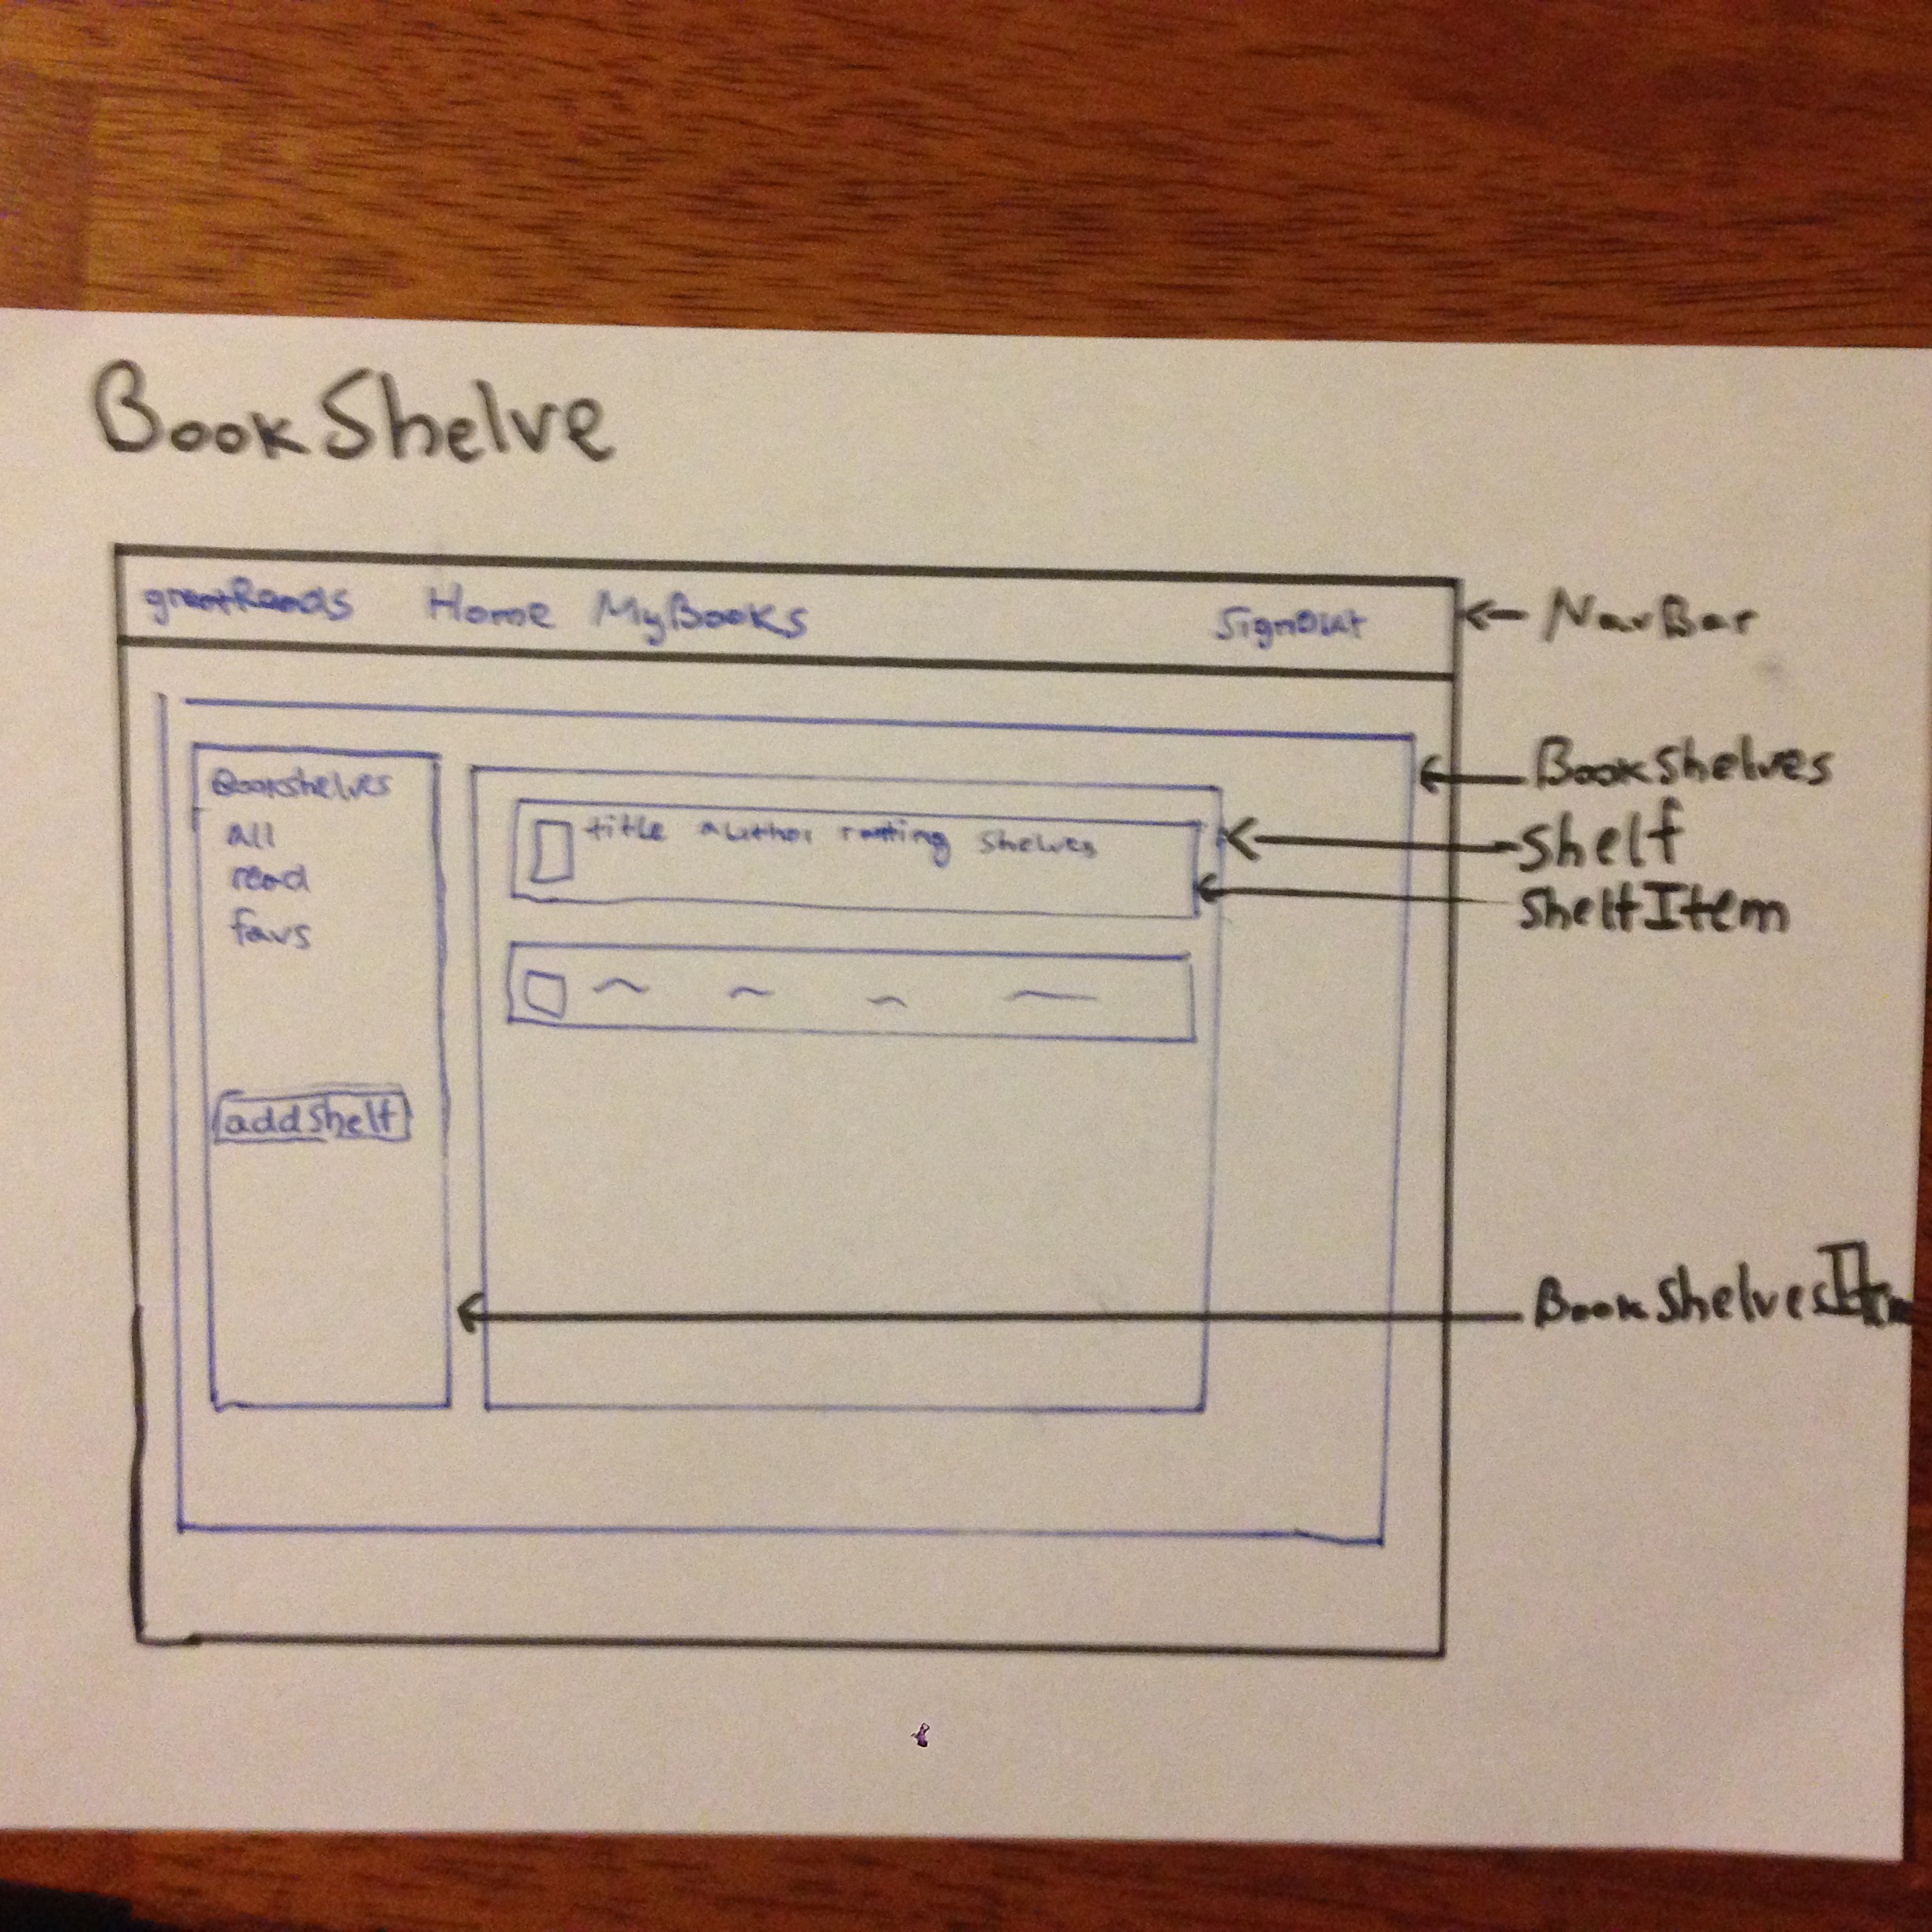 BookShelve
greatReads Home MyBooks SignOut
NavBar
Bookshelves
Shelf
ShelfItem
Bookshelves
all
read
favs
addShelf
title author rating shelves
BookShelvesItem